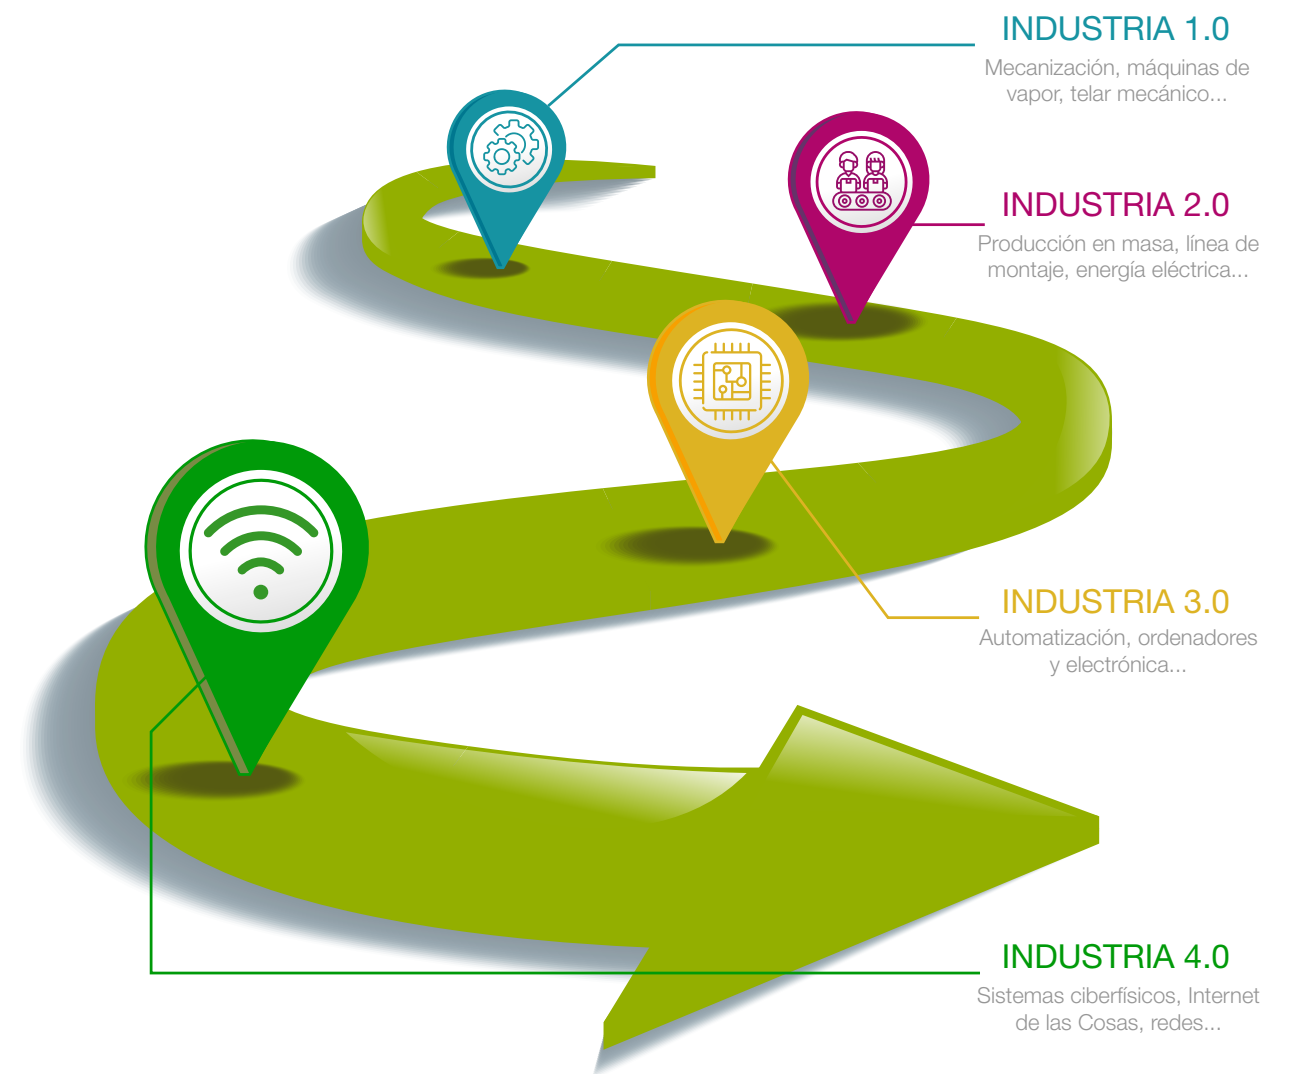 INDUSTRIA 1.0
Mecanización, máquinas de
vapor, telar mecánico...
INDUSTRIA 2.0
Producción en masa, línea de
montaje, energía eléctrica...
INDUSTRIA 3.0
Automatización, ordenadores
y electrónica...
INDUSTRIA 4.0
Sistemas ciberfísicos, Internet
de las Cosas, redes...